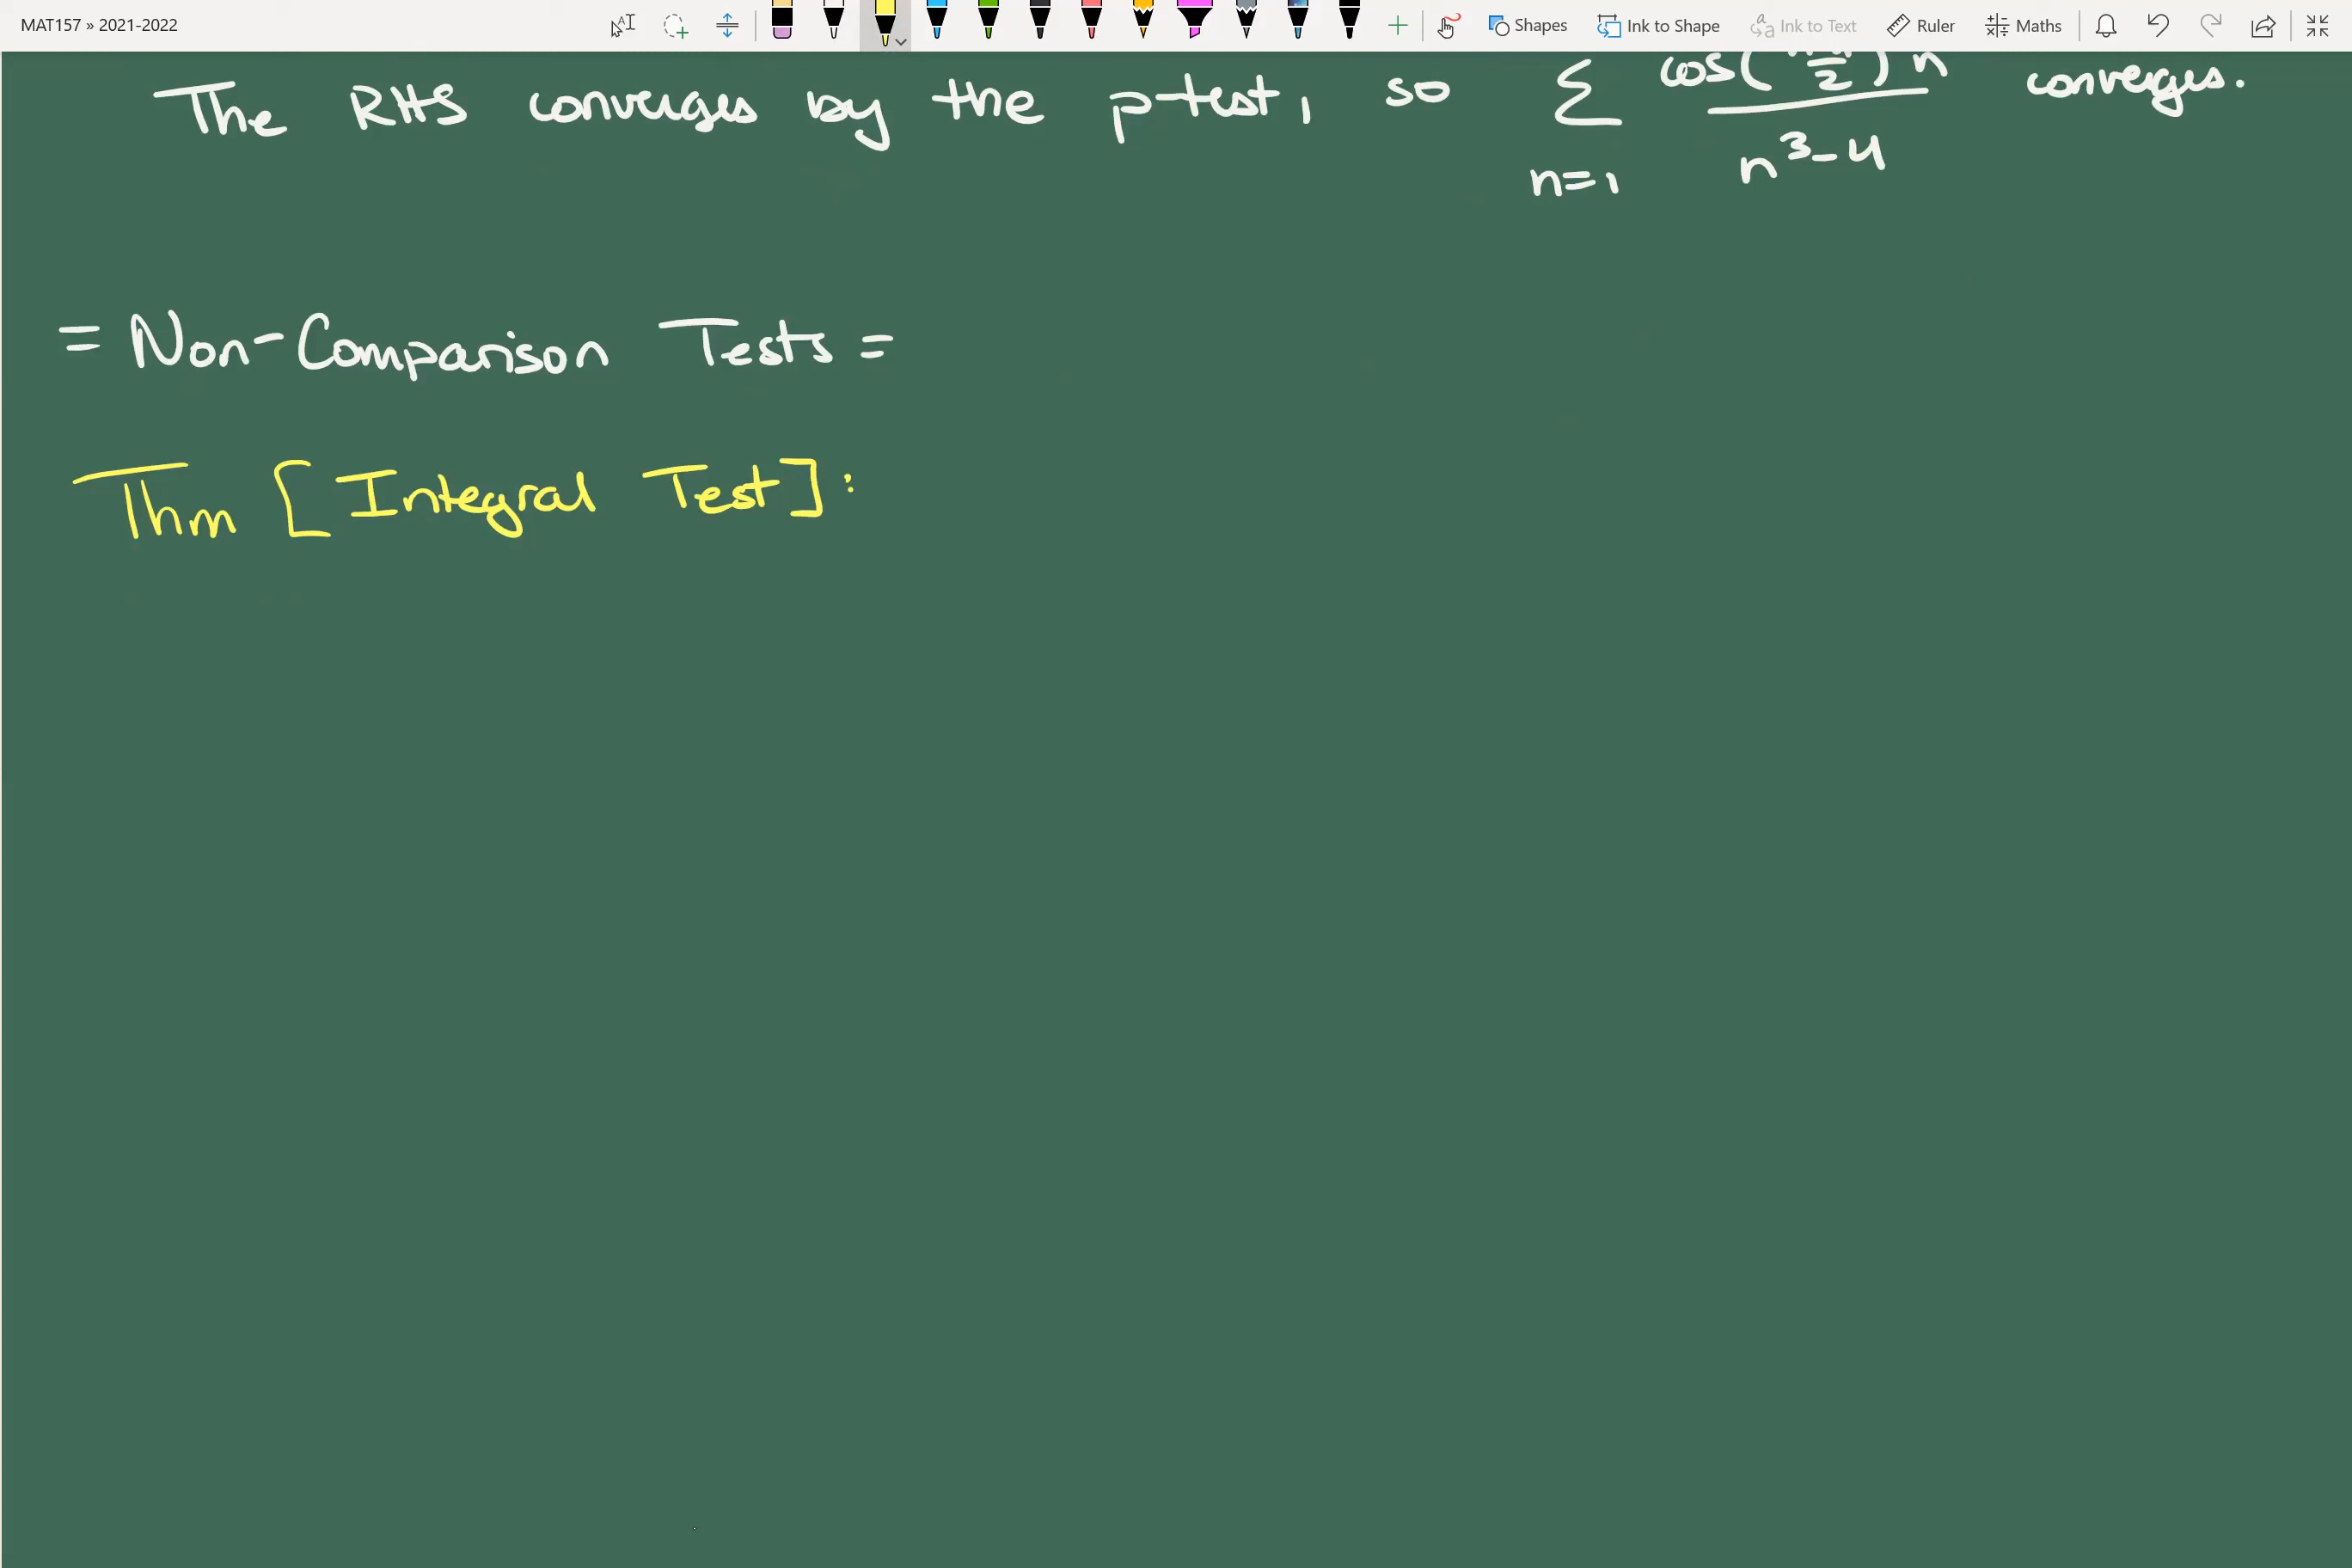 MAT157 » 2021-2022
Shapes Ink to Shape Ink to Text Ruler Maths
The RHS converges by the p-test, so Σ n=1 cos( 2 ) n / n³-4 converges.
= Non-Comparison Tests =
Thm [Integral Test]: